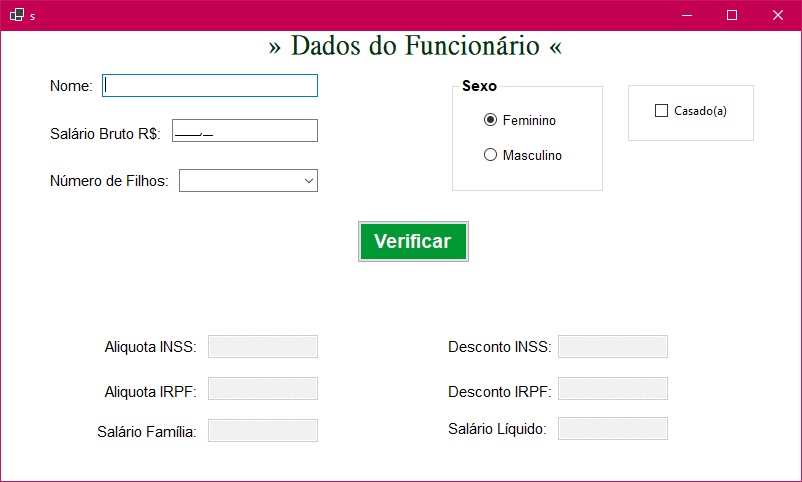 s
» Dados do Funcionário «
Nome:
Sexo
Casado(a)
Feminino
Salário Bruto R$: _____,__
Masculino
Número de Filhos:
Verificar
Aliquota INSS:
Desconto INSS:
Aliquota IRPF:
Desconto IRPF:
Salário Família:
Salário Líquido: